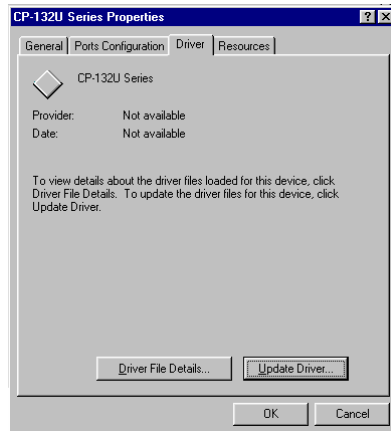 CP-132U Series Properties
General Ports Configuration Driver Resources
CP-132U Series
Provider: Not available
Date: Not available
To view details about the driver files loaded for this device, click
Driver File Details. To update the driver files for this device, click
Update Driver.
Driver File Details... Update Driver...
OK Cancel